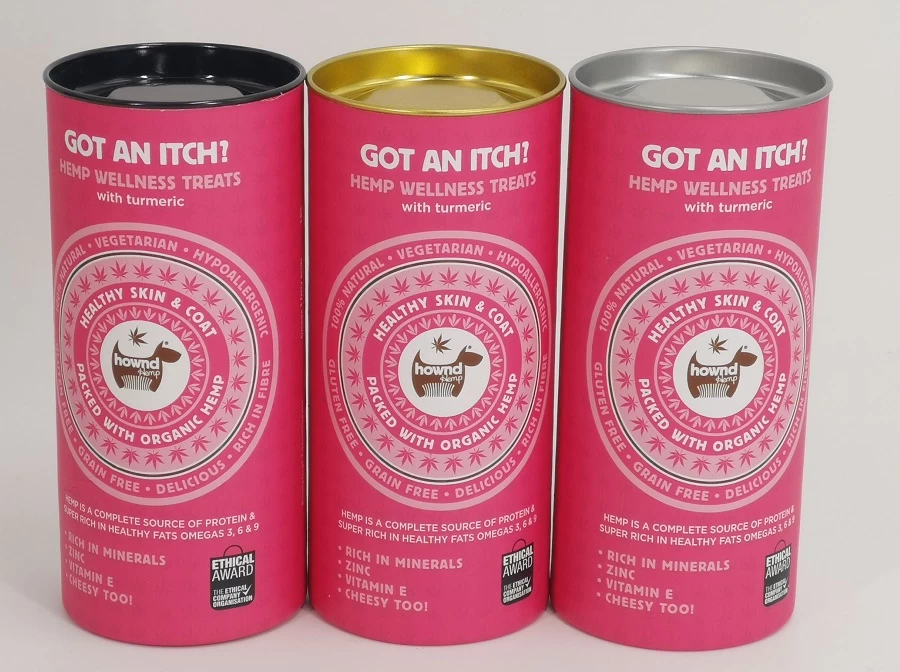 GOT AN ITCH?
HEMP WELLNESS TREATS
with turmeric
NATURAL • VEGETARIAN • HYPOALLERGENIC
RICH IN FIBRE • DELICIOUS • GRAIN FREE •
HEALTHY SKIN & COAT
PACKED WITH ORGANIC HEMP
hownd
Hemp
HEMP IS A COMPLETE SOURCE OF PROTEIN &
SUPER RICH IN HEALTHY FATS OMEGAS 3, 6 & 9
• RICH IN MINERALS
• ZINC
• VITAMIN E
• CHEESY TOO!
ETHICAL
AWARD
THE ETHICAL
COMPANY
ORGANISATION
GOT AN ITCH?
HEMP WELLNESS TREATS
with turmeric
100% NATURAL • VEGETARIAN • HYPOALLERGENIC
GLUTEN FREE • GRAIN FREE • DELICIOUS • RICH IN FIBRE
HEALTHY SKIN & COAT
PACKED WITH ORGANIC HEMP
hownd
Hemp
HEMP IS A COMPLETE SOURCE OF PROTEIN &
SUPER RICH IN HEALTHY FATS OMEGAS 3, 6 & 9
• RICH IN MINERALS
• ZINC
• VITAMIN E
• CHEESY TOO!
ETHICAL
AWARD
THE ETHICAL
COMPANY
ORGANISATION
GOT AN ITCH?
HEMP WELLNESS TREATS
with turmeric
100% NATURAL • VEGETARIAN • HYPOALLERGENIC
GLUTEN FREE • GRAIN FREE • DELICIOUS • RICH IN
HEALTHY SKIN & COAT
PACKED WITH ORGANIC HEMP
hownd
Hemp
HEMP IS A COMPLETE SOURCE OF PROTEIN &
SUPER RICH IN HEALTHY FATS OMEGAS 3, 6 & 9
• RICH IN MINERALS
• ZINC
• VITAMIN E
• CHEESY TOO!
ETHICAL
AWARD
THE ETHICAL
COMPANY
ORGANISATION